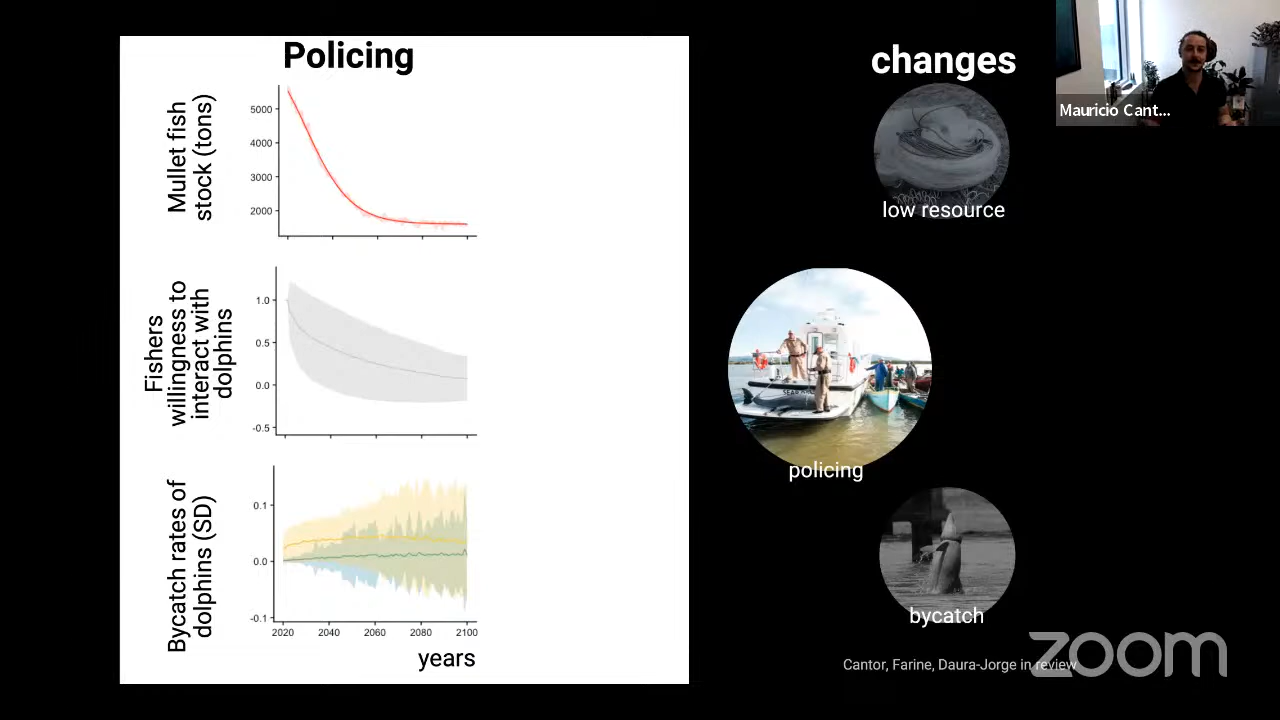 Policing
Mullet fish
stock (tons)
5000
4000
3000
2000
Fishers
willingness to
interact with
dolphins
1.0
0.5
0.0
-0.5
Bycatch rates of
dolphins (SD)
0.1
0.0
-0.1
2020
2040
2060
2080
2100
years
changes
low resource
policing
bycatch
Cantor, Farine, Daura-Jorge in review
Mauricio Cant...
zoom